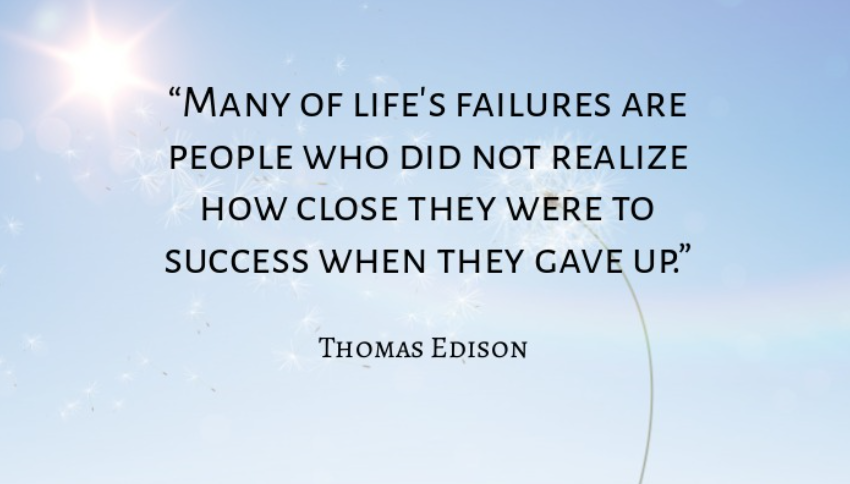 “Many of life's failures are
people who did not realize
how close they were to
success when they gave up.”
Thomas Edison